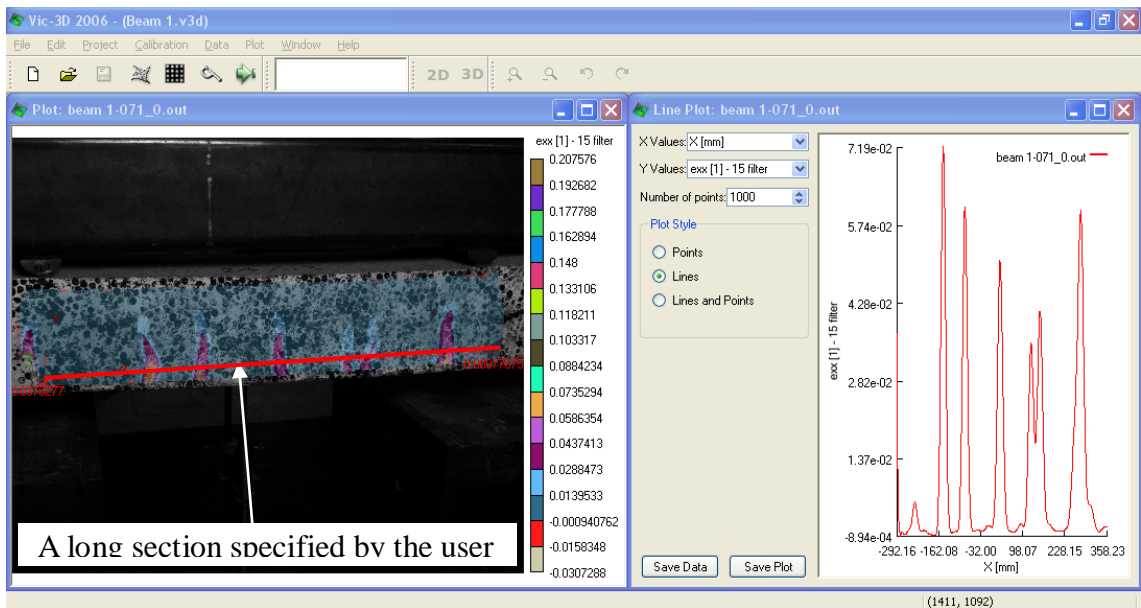 Vic-3D 2006 - (Beam 1.v3d)
File Edit Project Calibration Data Plot Window Help
2D 3D
Plot: beam 1-071_0.out
exx [1] - 15 filter
0.207576
0.192682
0.177788
0.162894
0.148
0.133106
0.118211
0.103317
0.0884234
0.0735294
0.0586354
0.0437413
0.0288473
0.0139533
-0.000940762
-0.0158348
-0.0307288
A long section specified by the user
Line Plot: beam 1-071_0.out
X Values: X [mm]
Y Values: exx [1] - 15 filter
Number of points: 1000
Plot Style
Points
Lines
Lines and Points
Save Data Save Plot
beam 1-071_0.out
exx [1] - 15 filter
7.19e-02
5.74e-02
4.28e-02
2.82e-02
1.37e-02
-8.94e-04
-292.16 -162.08 -32.00 98.07 228.15 358.23
X [mm]
(1411, 1092)